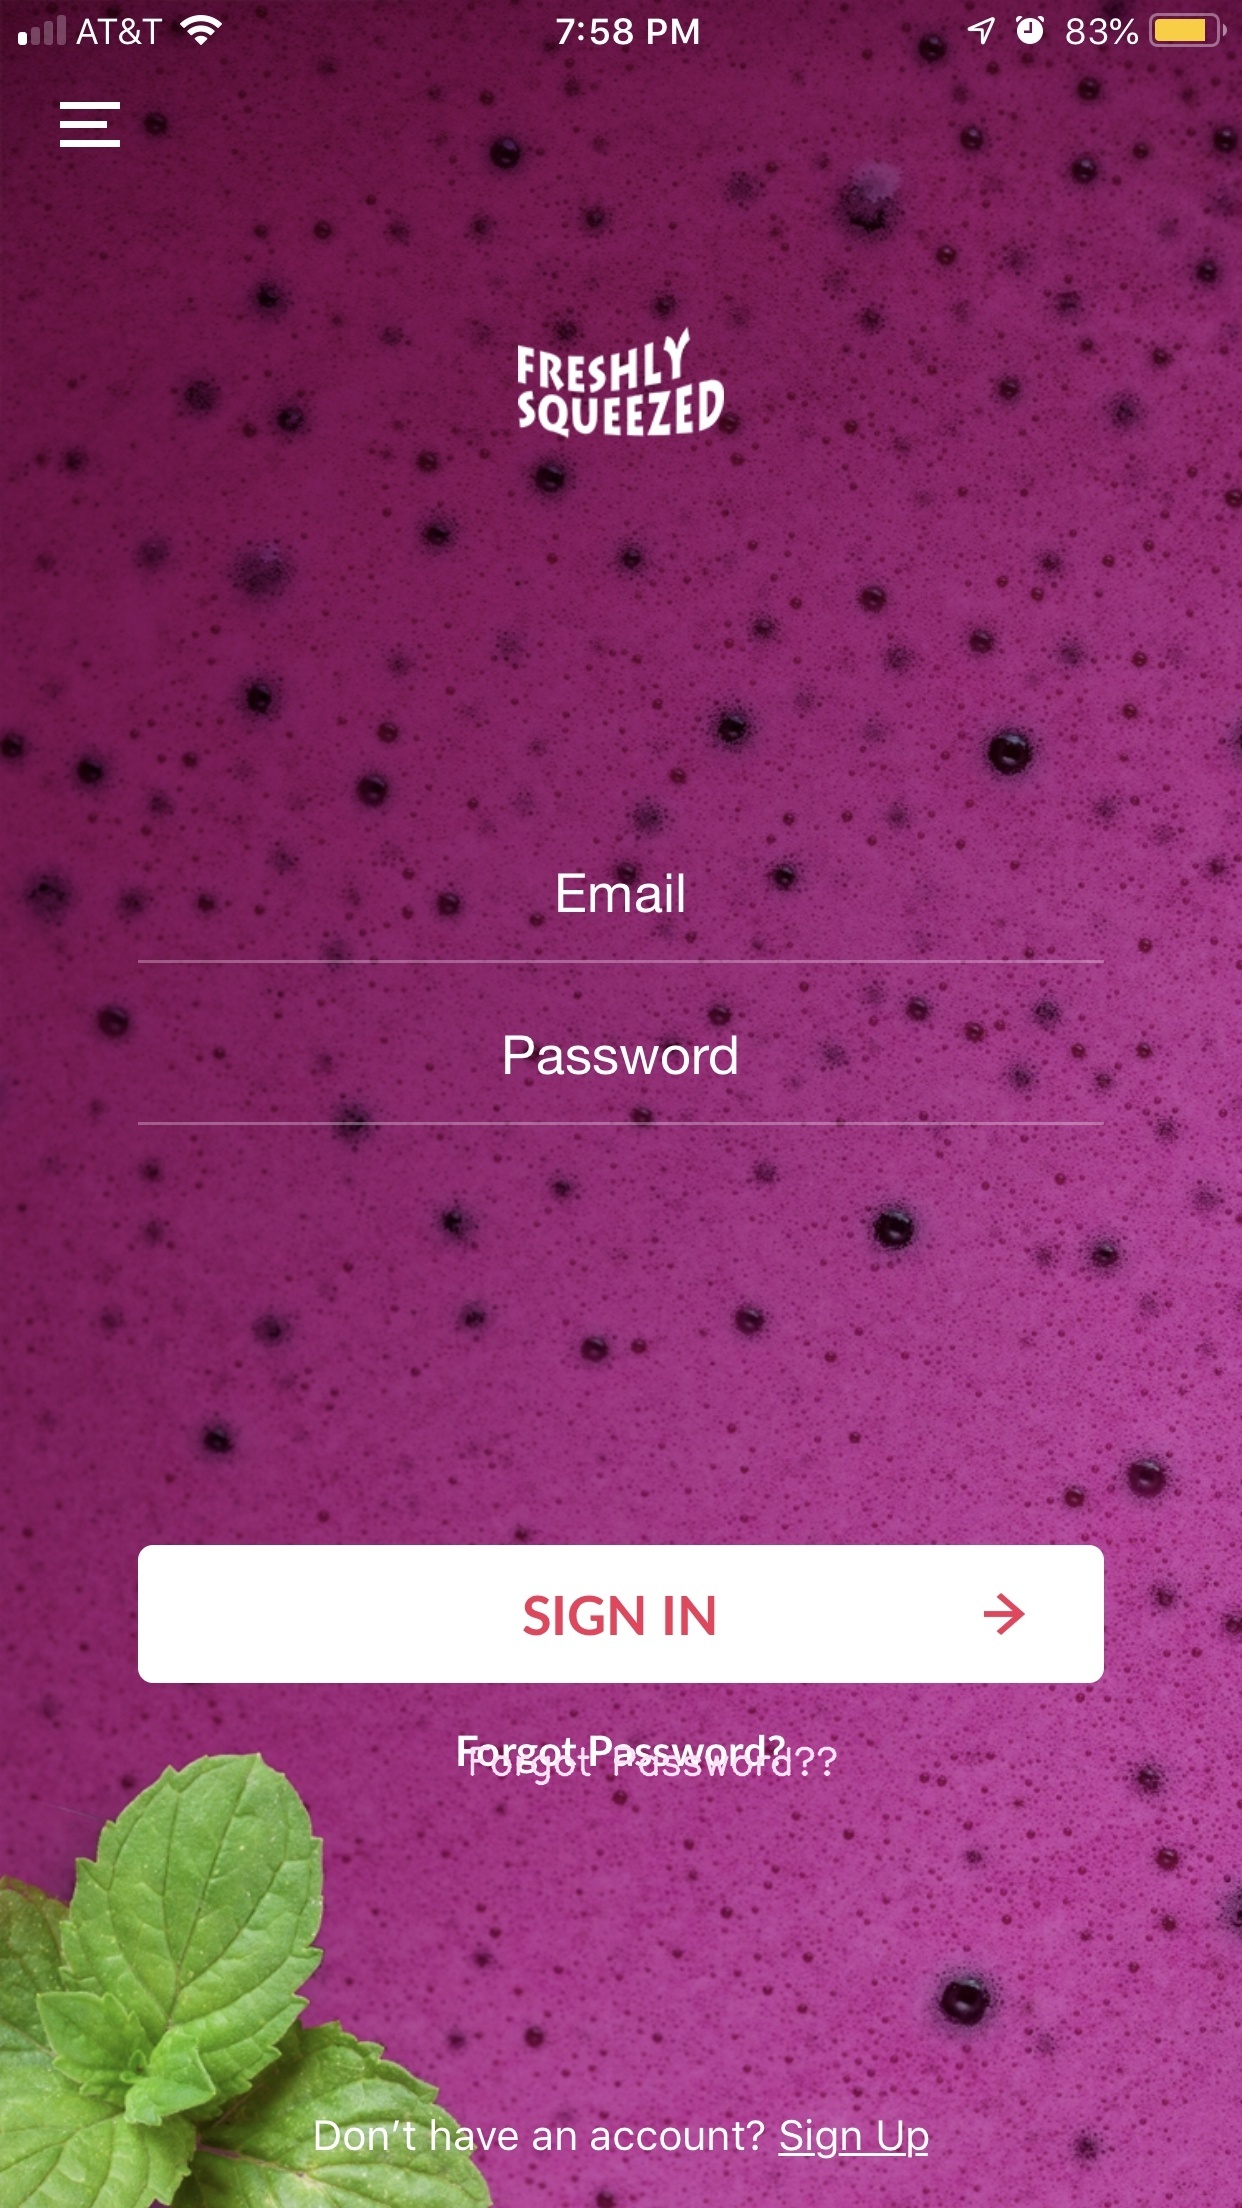 AT&T 7:58 PM 83%
FRESHLY
SQUEEZED
Email
Password
SIGN IN
Forgot Password?
Forgot Password??
Don’t have an account? Sign Up